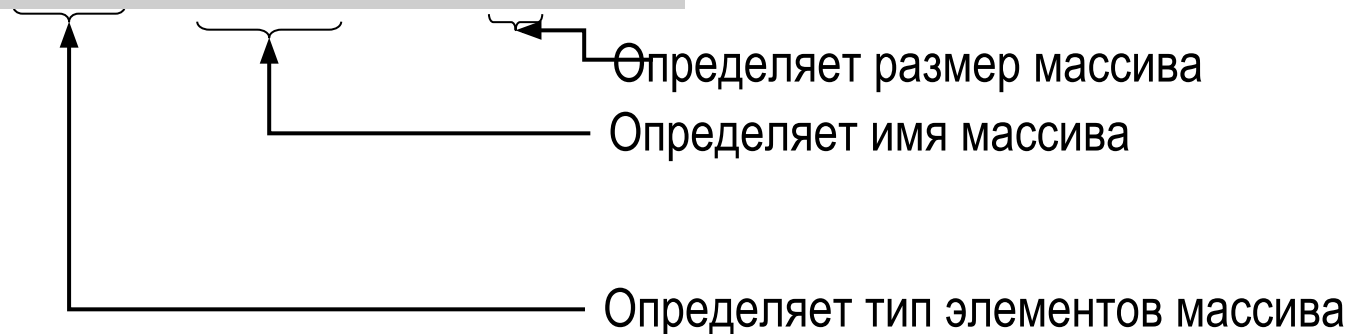 Определяет размер массива
Определяет имя массива
Определяет тип элементов массива